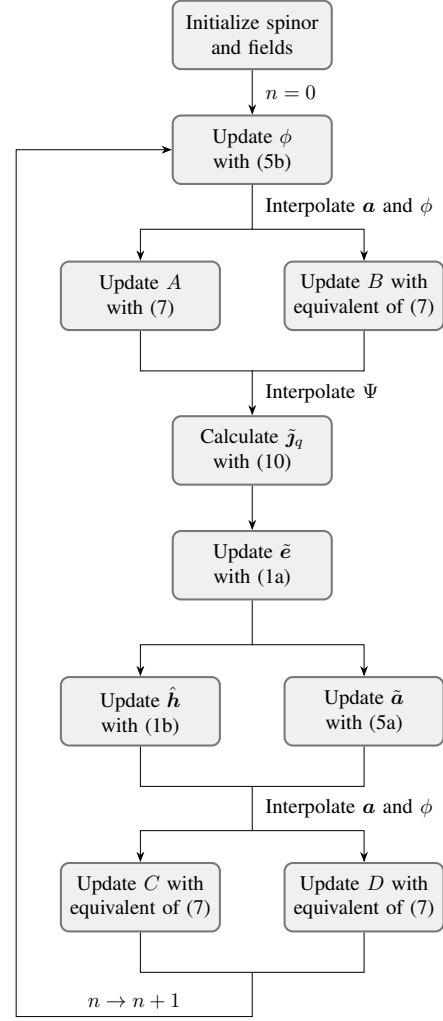 Initialize spinor
and fields
n = 0
Update ϕ
with (5b)
Interpolate a and ϕ
Update A
with (7)
Update B with
equivalent of (7)
Interpolate Ψ
Calculate j̃_q
with (10)
Update ẽ
with (1a)
Update ĥ
with (1b)
Update ã
with (5a)
Interpolate a and ϕ
Update C with
equivalent of (7)
Update D with
equivalent of (7)
n → n + 1